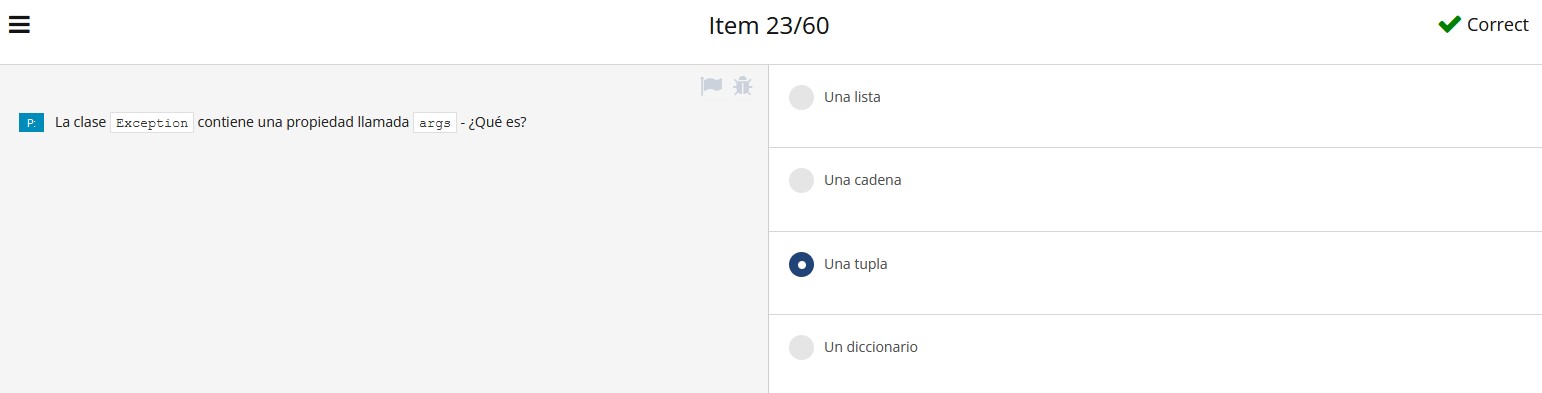 Item 23/60
Correct
P: La clase Exception contiene una propiedad llamada args - ¿Qué es?
Una lista
Una cadena
Una tupla
Un diccionario